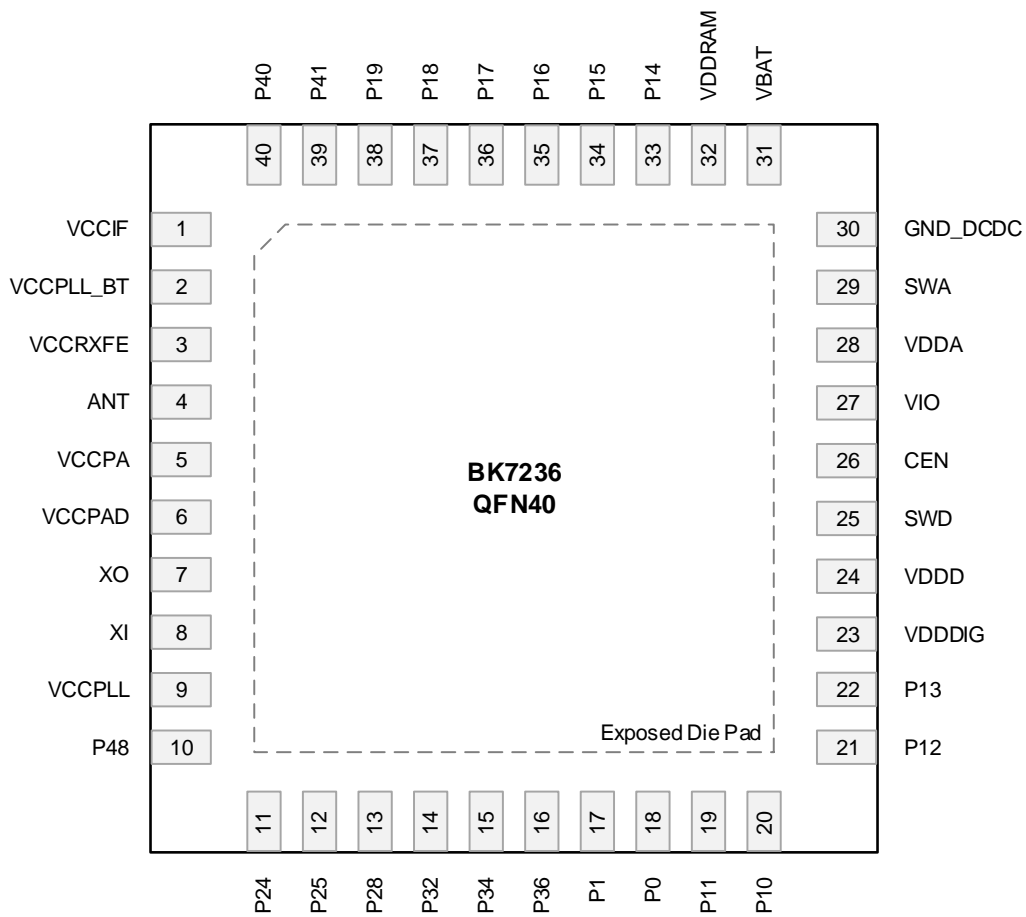 P40
P41
P19
P18
P17
P16
P15
P14
VDDRAM
VBAT
40
39
38
37
36
35
34
33
32
31
VCCIF 1
30 GND_DCDC
VCCPLL_BT 2
29 SWA
VCCRXFE 3
28 VDDA
ANT 4
27 VIO
VCCPA 5
26 CEN
BK7236
QFN40
VCCPAD 6
25 SWD
XO 7
24 VDDD
XI 8
23 VDDDIG
VCCPLL 9
22 P13
Exposed Die Pad
P48 10
21 P12
11
12
13
14
15
16
17
18
19
20
P24
P25
P28
P32
P34
P36
P1
P0
P11
P10